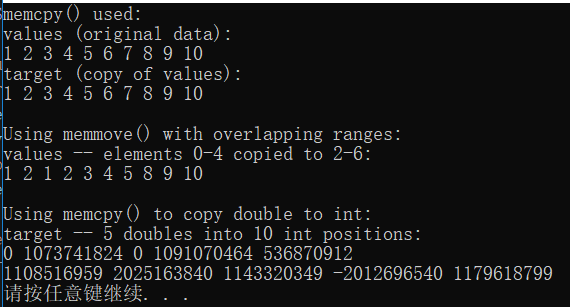 memcpy() used:
values (original data):
1 2 3 4 5 6 7 8 9 10
target (copy of values):
1 2 3 4 5 6 7 8 9 10
Using memmove() with overlapping ranges:
values -- elements 0-4 copied to 2-6:
1 2 1 2 3 4 5 8 9 10
Using memcpy() to copy double to int:
target -- 5 doubles into 10 int positions:
0 1073741824 0 1091070464 536870912
1108516959 2025163840 1143320349 -2012696540 1179618799
请按任意键继续. . .